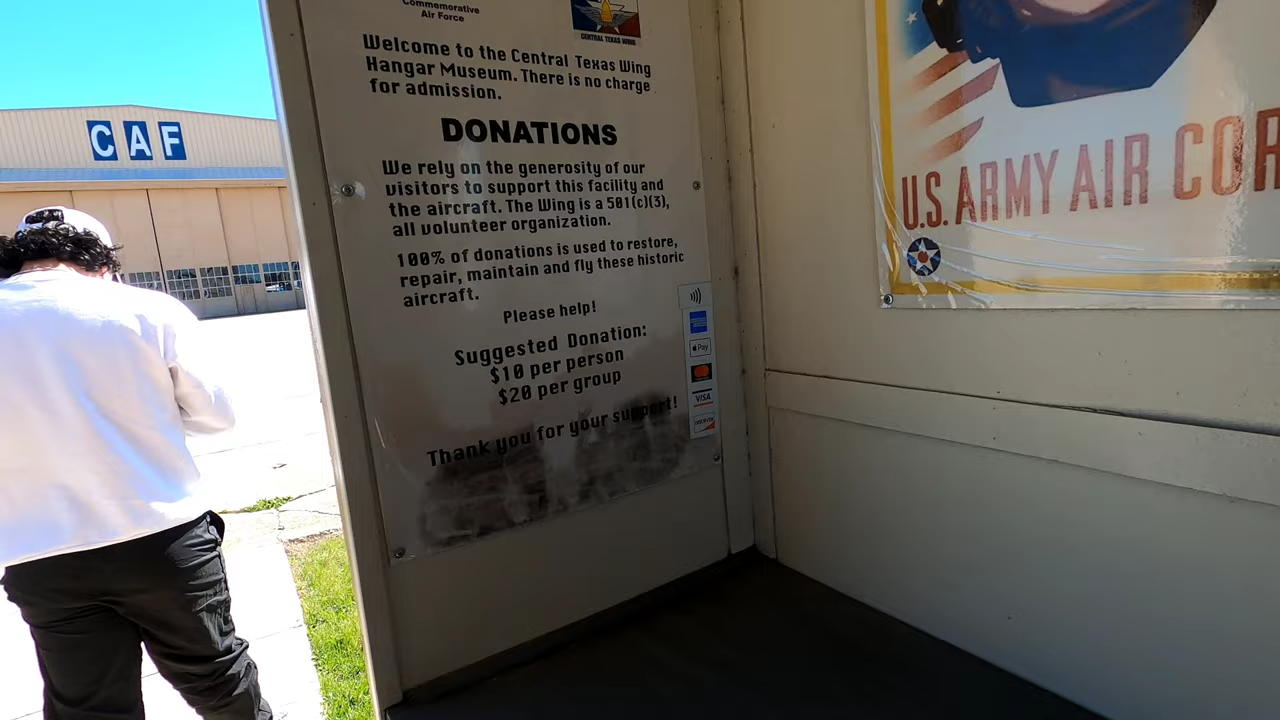 Commemorative
Air Force
CENTRAL TEXAS WING
Welcome to the Central Texas Wing
Hangar Museum. There is no charge
for admission.
DONATIONS
We rely on the generosity of our
visitors to support this facility and
the aircraft. The Wing is a 501(c)(3),
all volunteer organization.
100% of donations is used to restore,
repair, maintain and fly these historic
aircraft.
Please help!
Suggested Donation:
$10 per person
$20 per group
Thank you for your support!
Pay
VISA
DISCOVER
CAF
U.S. ARMY AIR COR